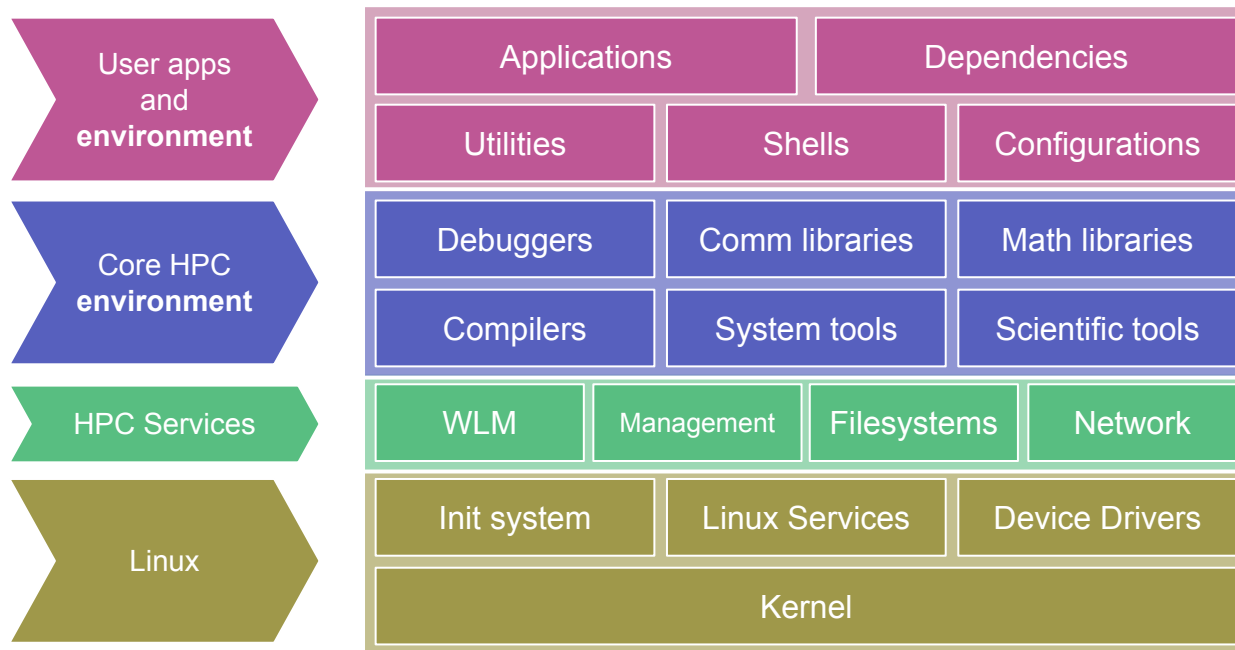 User apps
and
environment
Applications
Dependencies
Utilities
Shells
Configurations
Core HPC
environment
Debuggers
Comm libraries
Math libraries
Compilers
System tools
Scientific tools
HPC Services
WLM
Management
Filesystems
Network
Linux
Init system
Linux Services
Device Drivers
Kernel